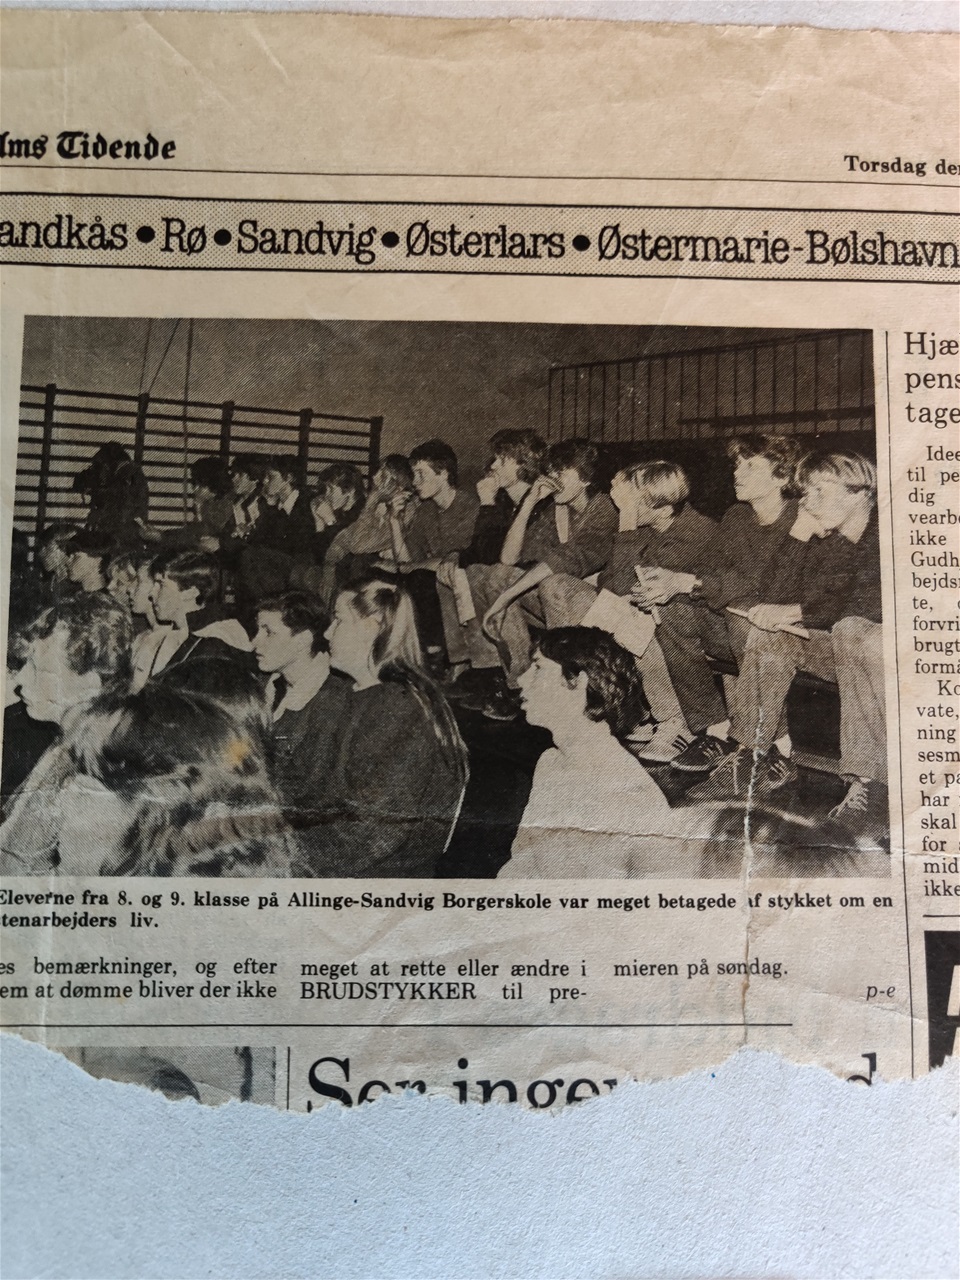 lms Tidende
Torsdag den
andkås • Rø • Sandvig • Østerlars • Østermarie-Bølshavn
Eleverne fra 8. og 9. klasse på Allinge-Sandvig Borgerskole var meget betagede af stykket om en
tenarbejders liv.
es bemærkninger, og efter
em at dømme bliver der ikke
meget at rette eller ændre i
BRUDSTYKKER til pre-
mieren på søndag.
p-e
Hjæ
pens
tage
Idee
til pe
dig
vearb
ikke
Gudh
bejds
te,
forvri
brugt
formå
Ko
vate,
ning
sesm
et pa
har
skal
for
mid
ikke
Ser ingen